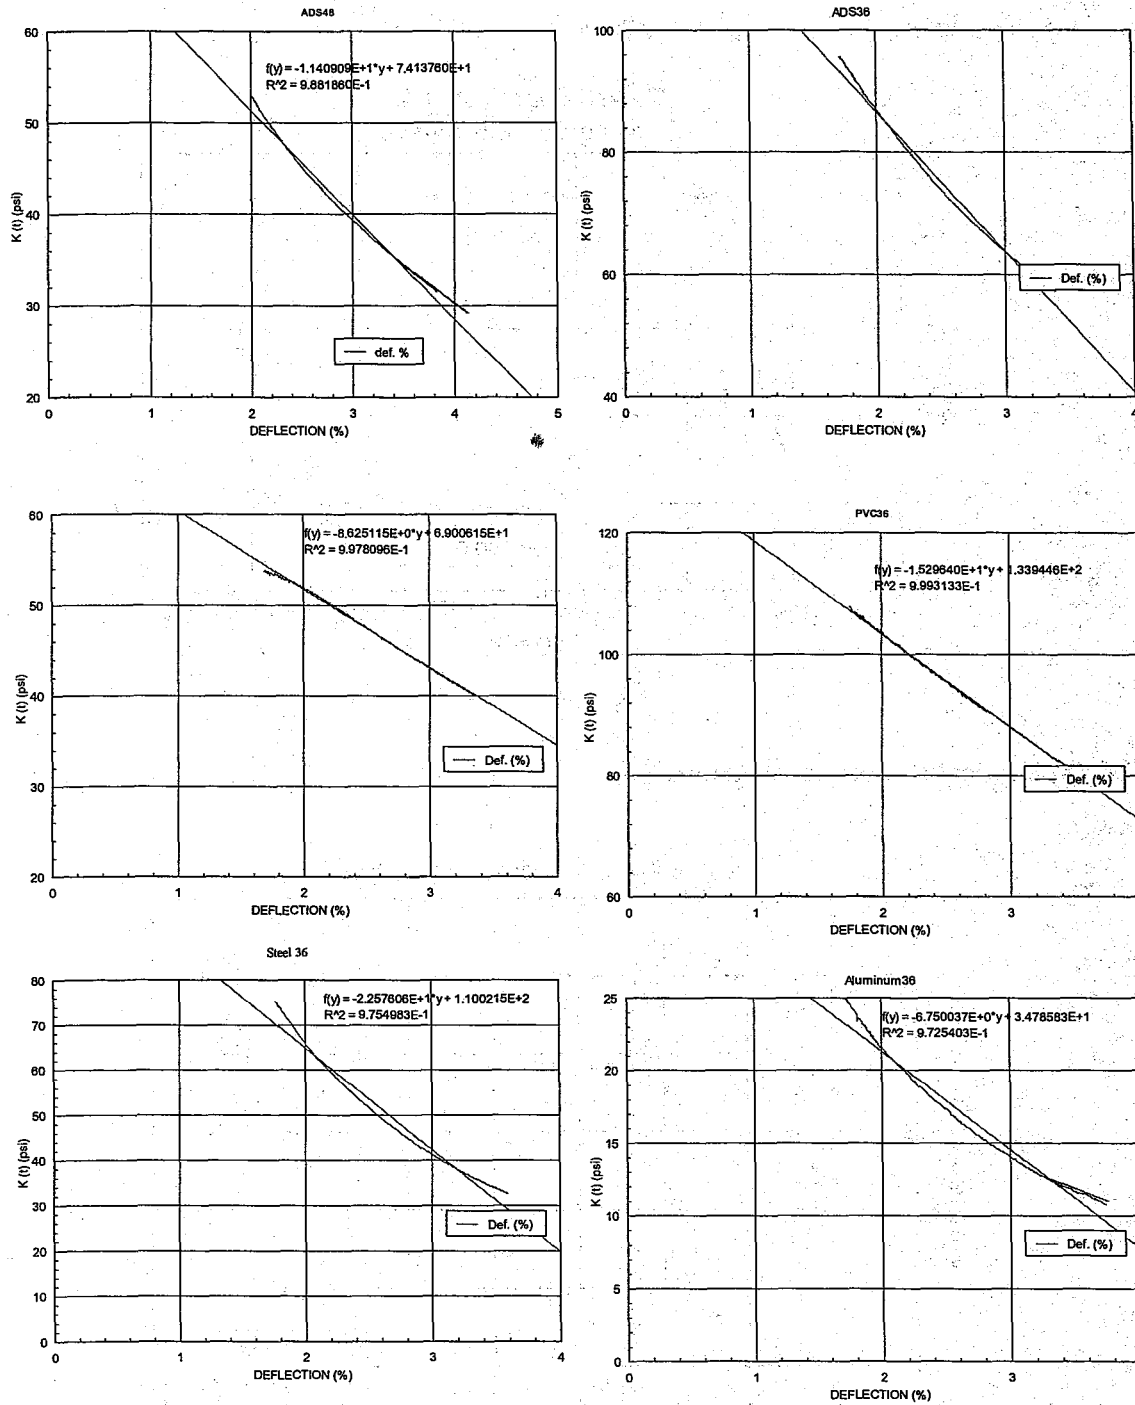 ADS48
60
50
40
30
20
K (t) (psi)
f(y) = -1.140909E+1*y + 7.413760E+1
R^2 = 9.881860E-1
def. %
0 1 2 3 4 5
DEFLECTION (%)
ADS36
100
80
60
40
K (t) (psi)
Def. (%)
0 1 2 3 4
DEFLECTION (%)
60
50
40
30
20
K (t) (psi)
f(y) = -8.625115E+0*y + 6.900615E+1
R^2 = 9.978096E-1
Def. (%)
0 1 2 3 4
DEFLECTION (%)
PVC36
120
100
80
60
K (t) (psi)
f(y) = -1.529640E+1*y + 1.339446E+2
R^2 = 9.993133E-1
Def. (%)
0 1 2 3
DEFLECTION (%)
Steel 36
80
70
60
50
40
30
20
10
0
K (t) (psi)
f(y) = -2.257606E+1*y + 1.100215E+2
R^2 = 9.754983E-1
Def. (%)
0 1 2 3 4
DEFLECTION (%)
Aluminum36
25
20
15
10
5
0
K (t) (psi)
f(y) = -6.750037E+0*y + 3.478583E+1
R^2 = 9.725403E-1
Def. (%)
0 1 2 3
DEFLECTION (%)